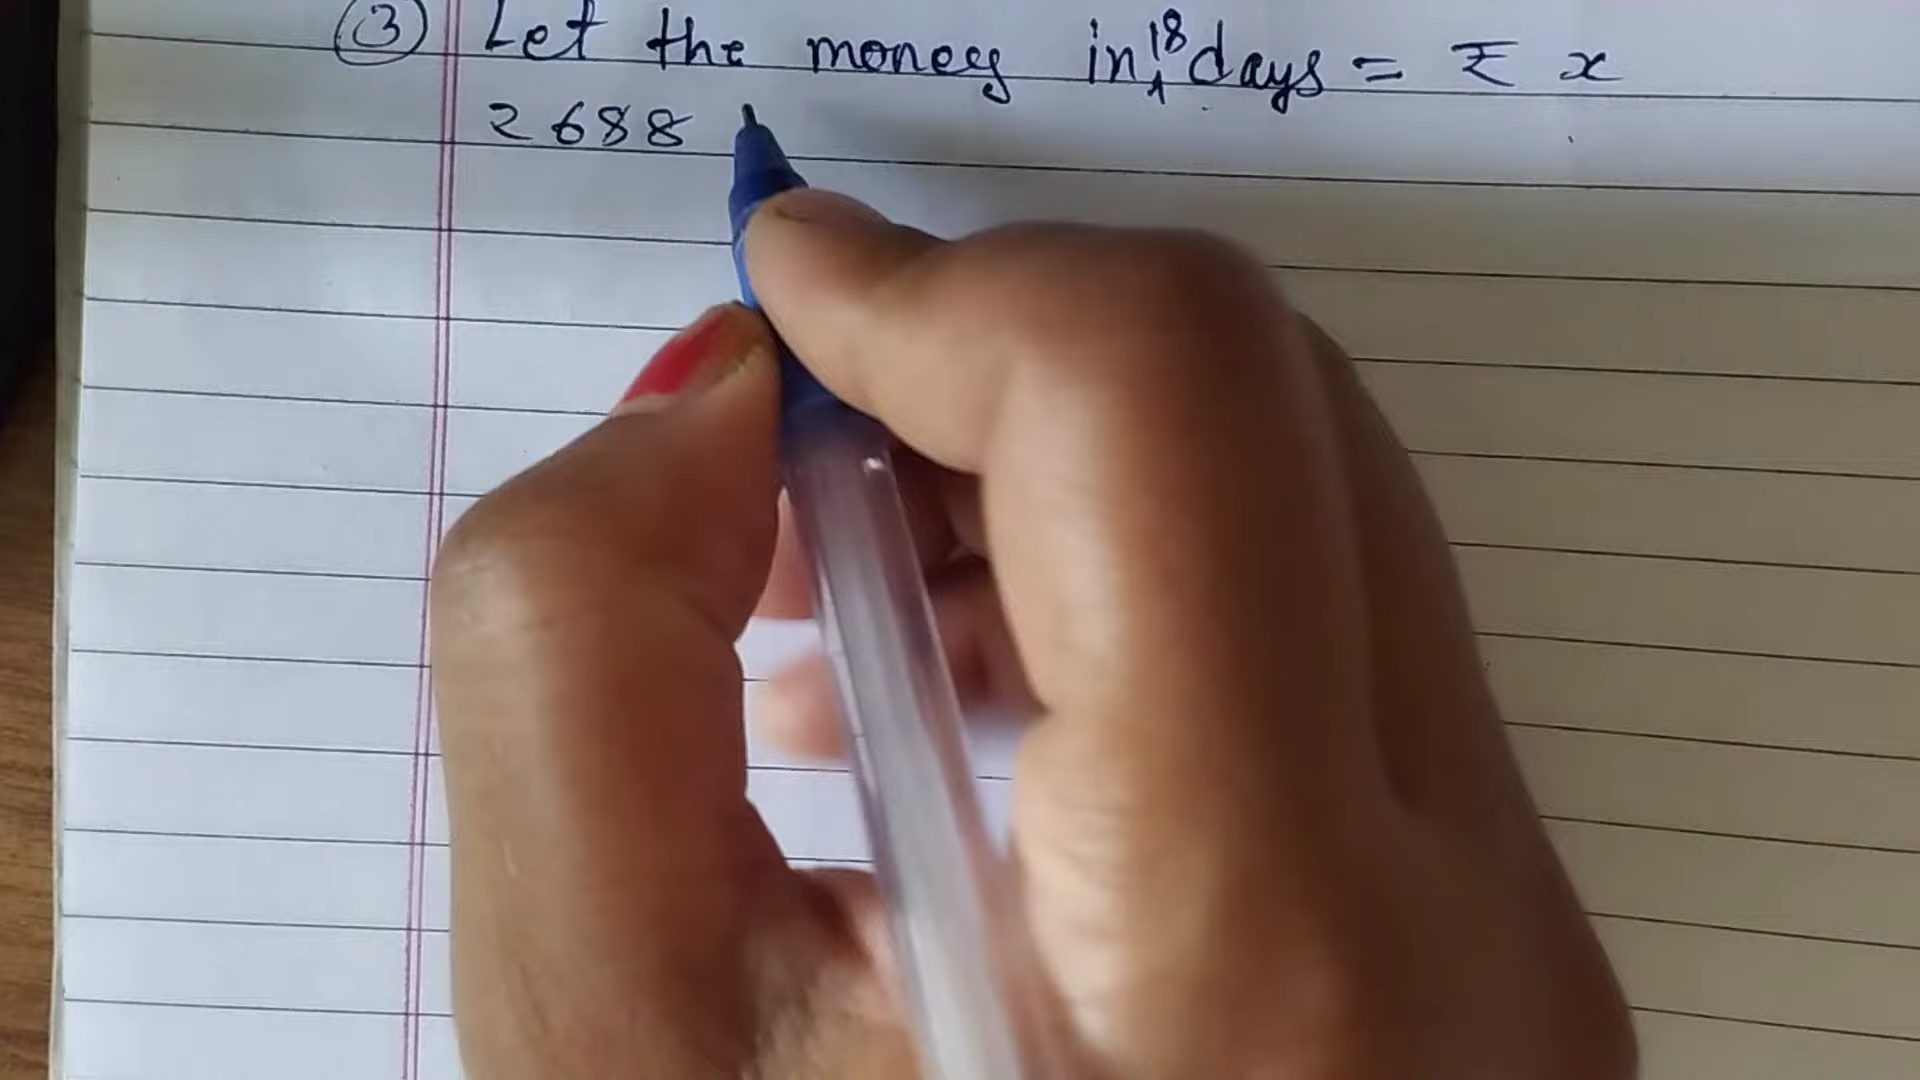 ③ Let the money in 18 days = ₹ x
2688